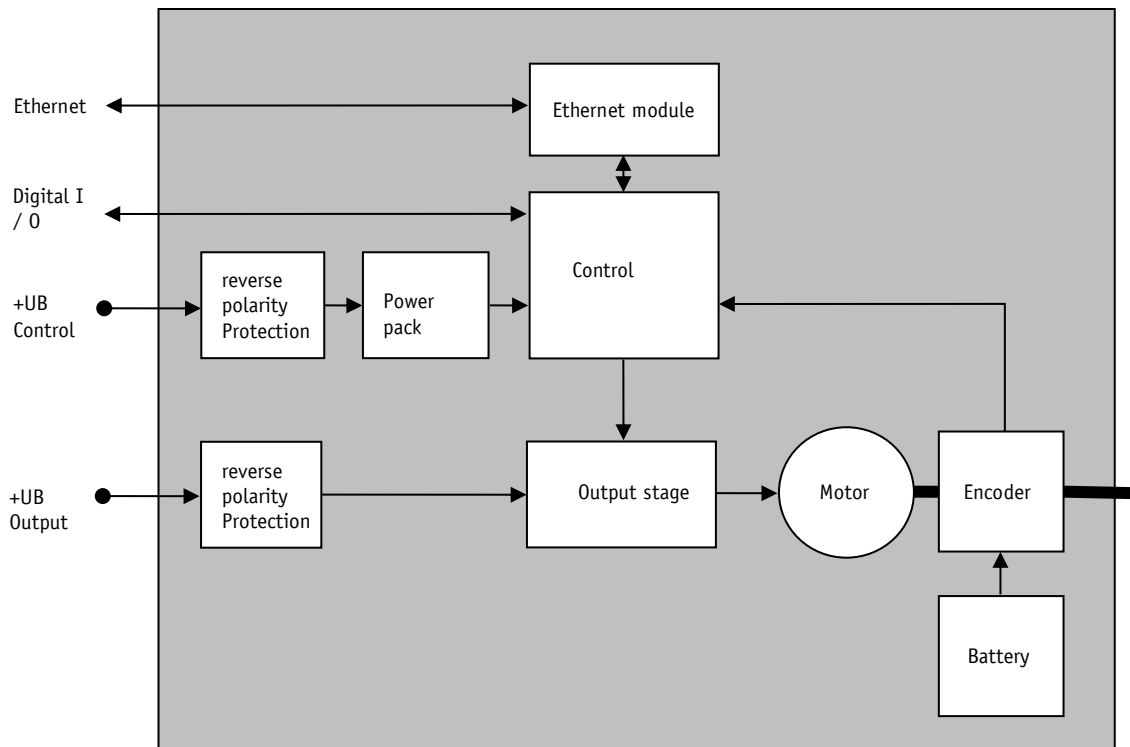 Ethernet
Ethernet module
Digital I
/ O
Control
reverse
polarity
Protection
Power
pack
+UB
Control
reverse
polarity
Protection
Output stage
Motor
Encoder
+UB
Output
Battery